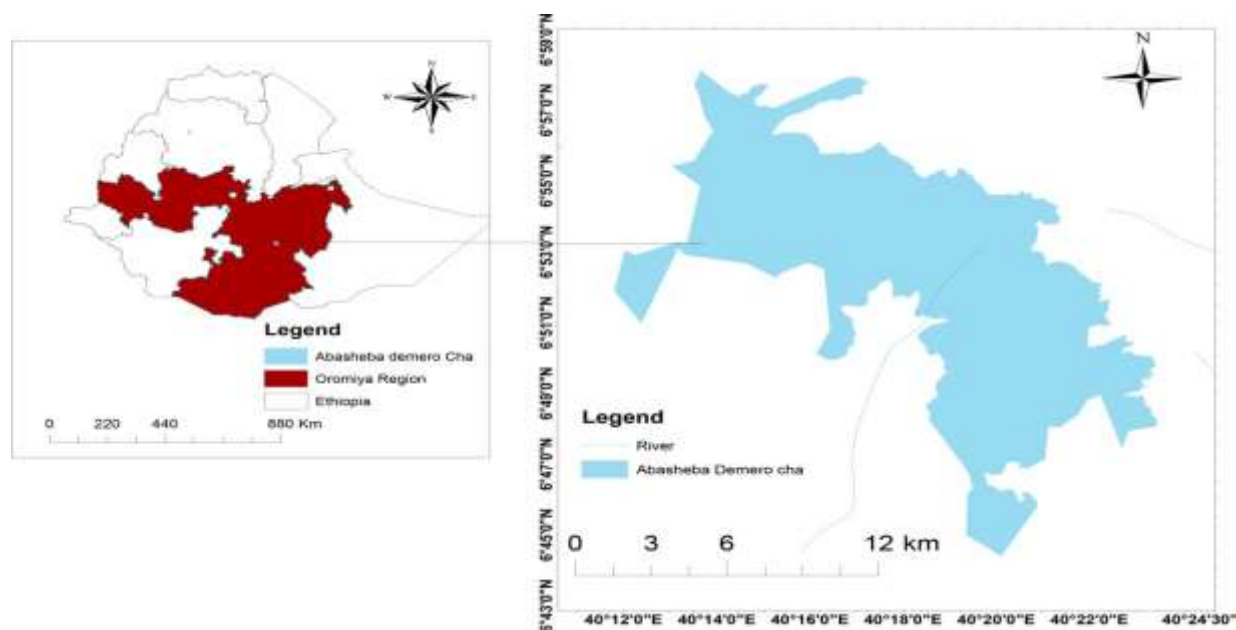 N
W
E
S
Legend
Abasheba demero Cha
Oromiya Region
Ethiopia
0 220 440 880 Km
6°59'0"N
6°57'0"N
6°55'0"N
6°53'0"N
6°51'0"N
6°49'0"N
6°47'0"N
6°45'0"N
6°43'0"N
N
Legend
River
Abasheba Demero cha
0 3 6 12 km
40°12'0"E 40°14'0"E 40°16'0"E 40°18'0"E 40°20'0"E 40°22'0"E 40°24'30"E